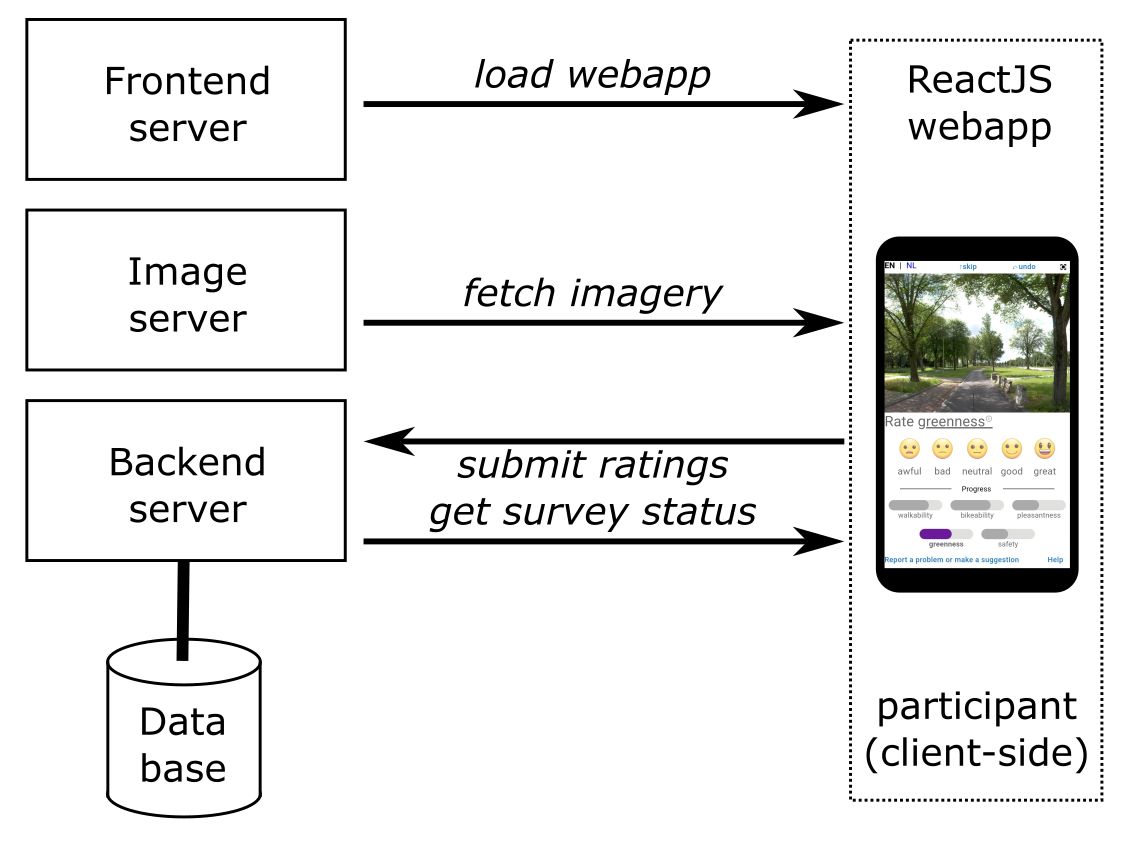 Frontend
server
load webapp
ReactJS
webapp
Image
server
fetch imagery
EN | NL
skip
undo
Rate greenness
awful bad neutral good great
Progress
walkability bikeability pleasantness
greenness safety
Report a problem or make a suggestion Help
Backend
server
submit ratings
get survey status
Data
base
participant
(client-side)